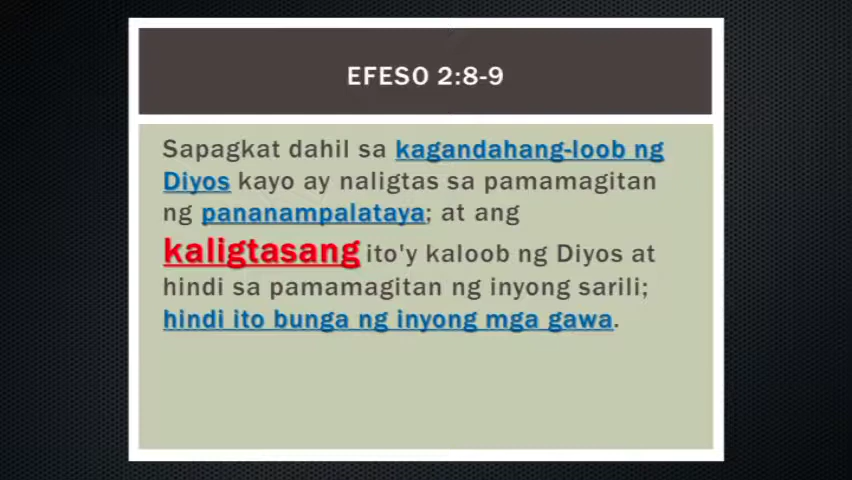 EFESO 2:8-9
Sapagkat dahil sa kagandahang-loob ng
Diyos kayo ay naligtas sa pamamagitan
ng pananampalataya; at ang
kaligtasang ito'y kaloob ng Diyos at
hindi sa pamamagitan ng inyong sarili;
hindi ito bunga ng inyong mga gawa.